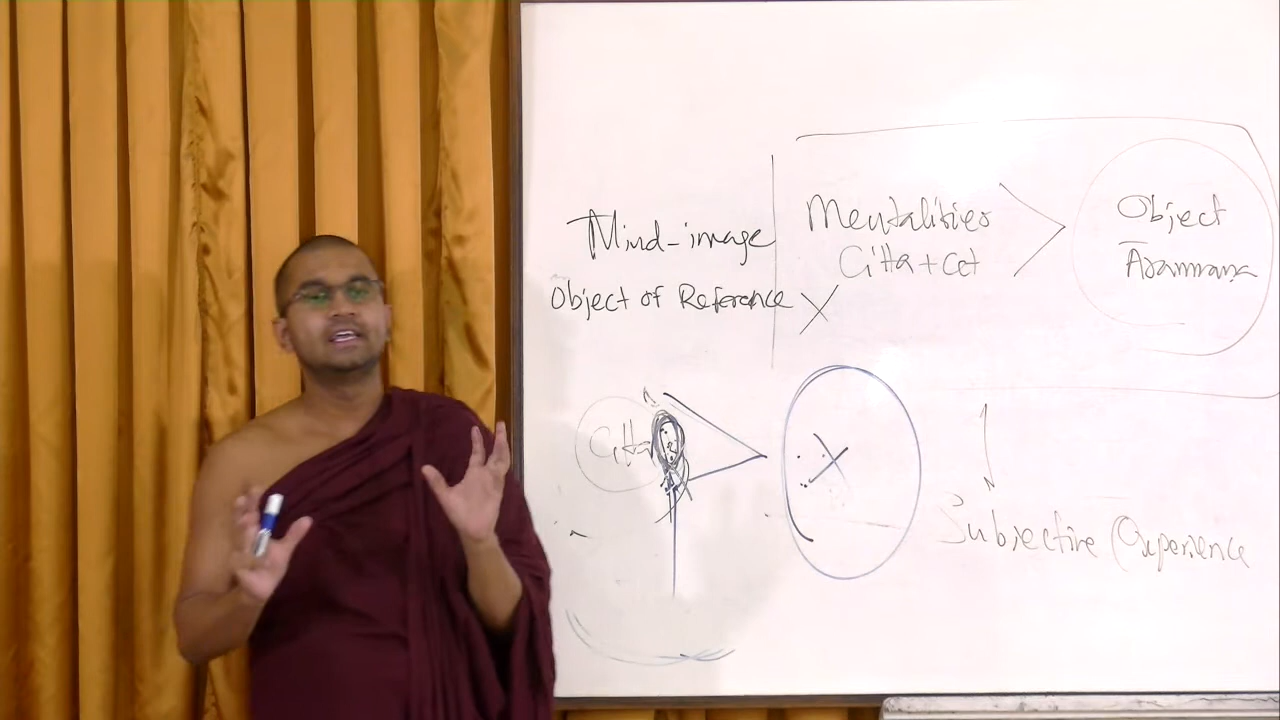 Mind-image
Object of Reference
Mentalities
Citta + Cet
X
Object
Ārammaṇa
Citta
X
Subjective Experience